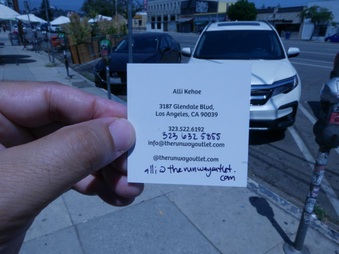 Alli Kehoe
3187 Glendale Blvd,
Los Angeles, CA 90039
323.522.6192
323 632 5855
info@therunwayoutlet.com
@therunwayoutlet.com
alli@therunwayoutlet.
com